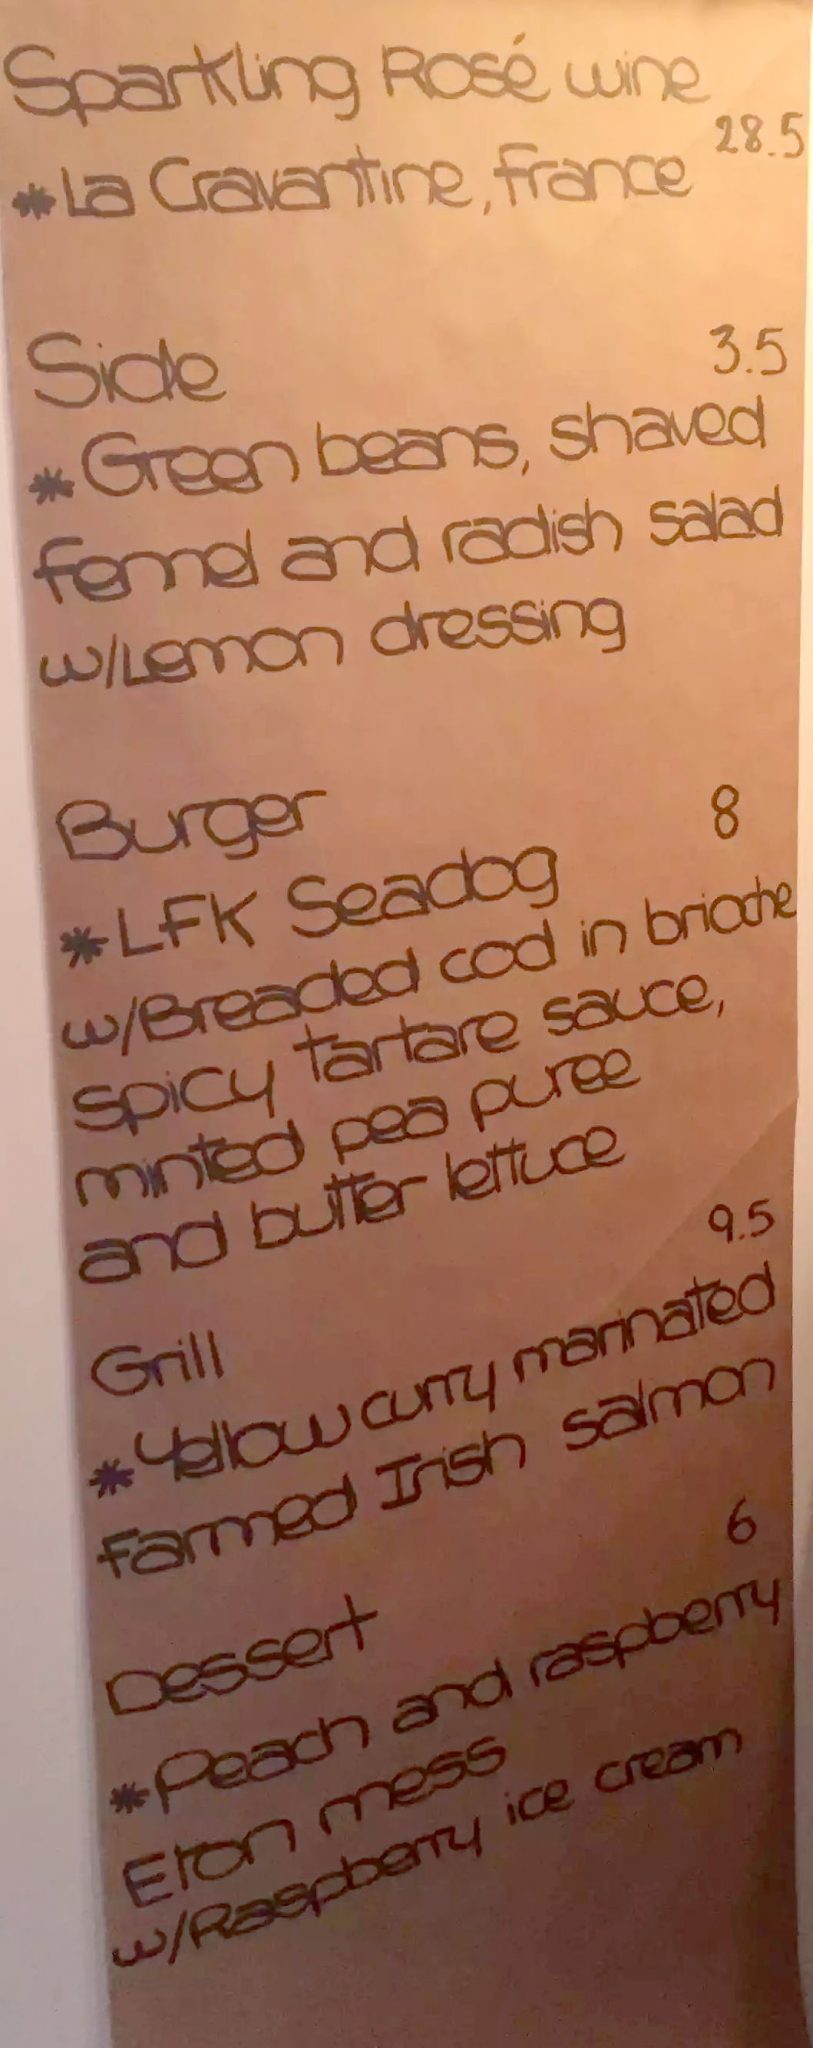 Sparkling Rosé wine
28.5
* La Cravantine, France
Side 3.5
* Green beans, shaved
fennel and radish salad
w/Lemon dressing
Burger 8
* LFK Seadog
w/Breaded cod in brioche
spicy tartare sauce,
minted pea puree
and butter lettuce
9.5
Grill
* Yellow curry marinated
farmed Irish salmon
6
Dessert
* Peach and raspberry
Eton mess
w/Raspberry ice cream